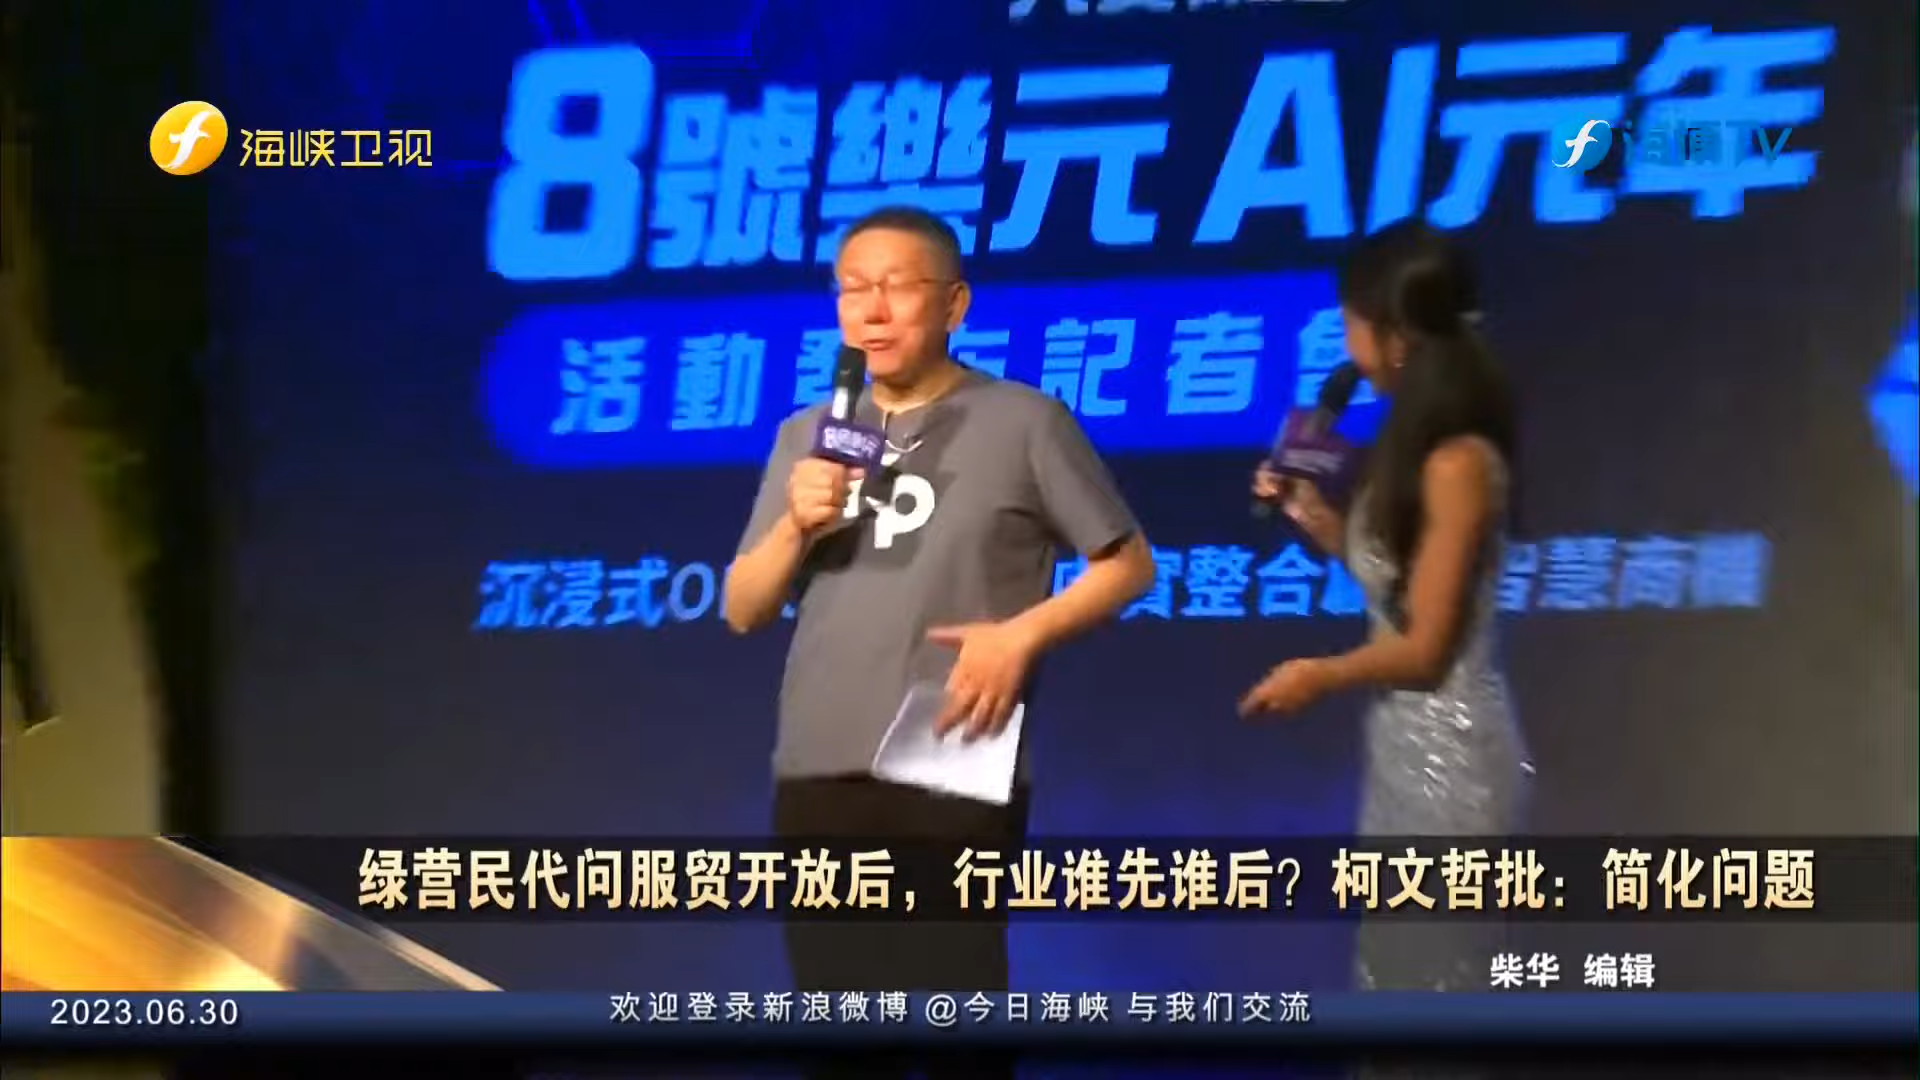 8號樂元 AI元年
海峡卫视
活動 記者會
沉浸式O 整合 智慧商機
绿营民代问服贸开放后，行业谁先谁后？柯文哲批：简化问题
柴华 编辑
2023.06.30
欢迎登录新浪微博 @今日海峡 与我们交流